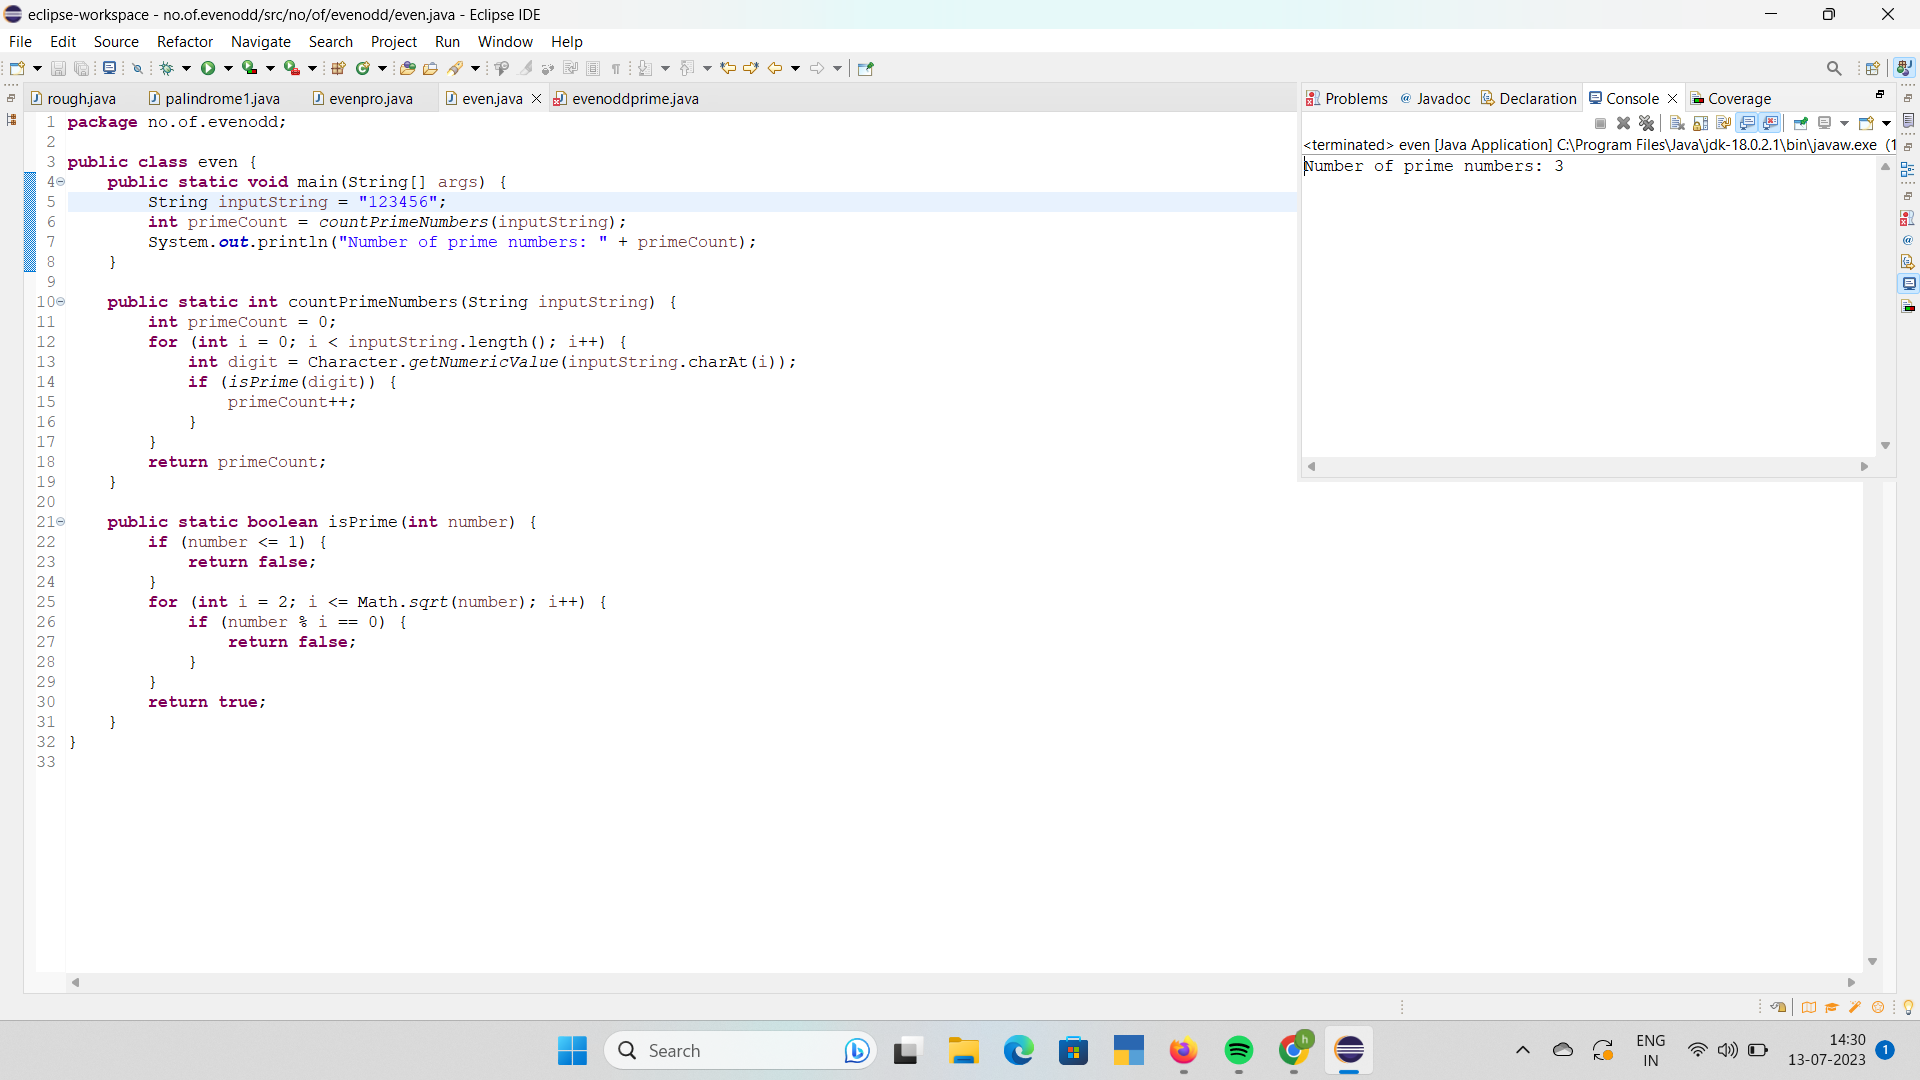 eclipse-workspace - no.of.evenodd/src/no/of/evenodd/even.java - Eclipse IDE
File Edit Source Refactor Navigate Search Project Run Window Help
rough.java palindrome1.java evenpro.java even.java evenoddprime.java
1 package no.of.evenodd;
2
3 public class even {
4 public static void main(String[] args) {
5 String inputString = "123456";
6 int primeCount = countPrimeNumbers(inputString);
7 System.out.println("Number of prime numbers: " + primeCount);
8 }
9
10 public static int countPrimeNumbers(String inputString) {
11 int primeCount = 0;
12 for (int i = 0; i < inputString.length(); i++) {
13 int digit = Character.getNumericValue(inputString.charAt(i));
14 if (isPrime(digit)) {
15 primeCount++;
16 }
17 }
18 return primeCount;
19 }
20
21 public static boolean isPrime(int number) {
22 if (number <= 1) {
23 return false;
24 }
25 for (int i = 2; i <= Math.sqrt(number); i++) {
26 if (number % i == 0) {
27 return false;
28 }
29 }
30 return true;
31 }
32 }
33
Problems @ Javadoc Declaration Console Coverage
<terminated> even [Java Application] C:\Program Files\Java\jdk-18.0.2.1\bin\javaw.exe (1
Number of prime numbers: 3
Search
ENG
IN
14:30
13-07-2023
1